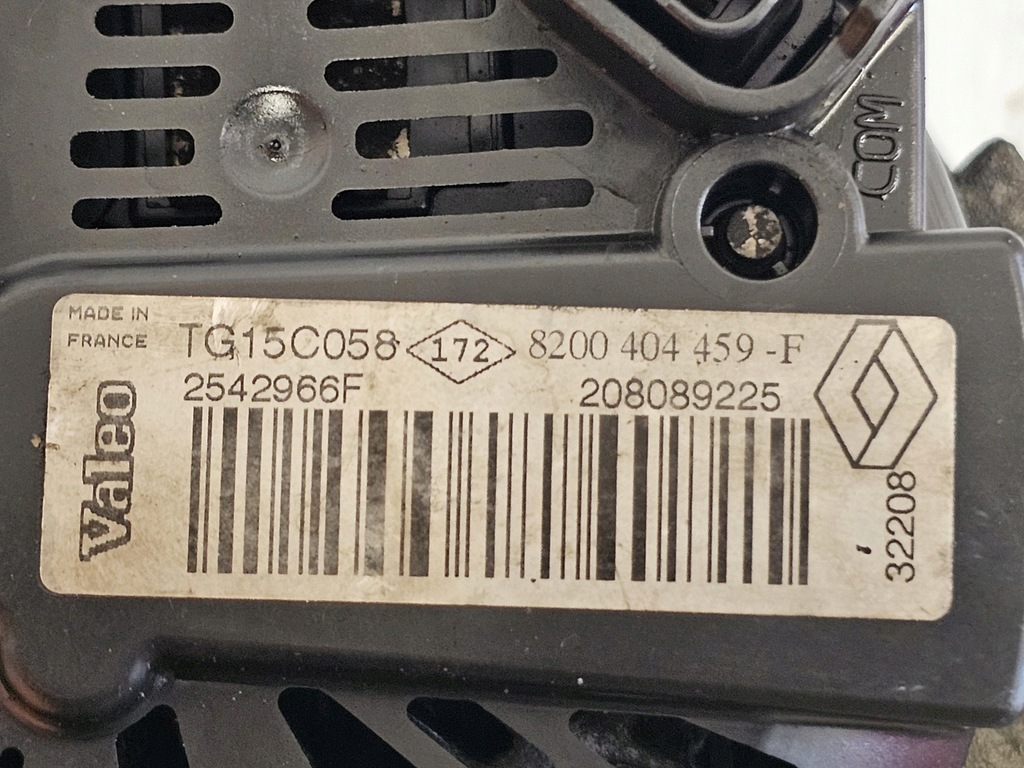 COM
MADE IN
FRANCE
TG15C058 172 8200 404 459 -F
2542966F 208089225
Valeo
32208